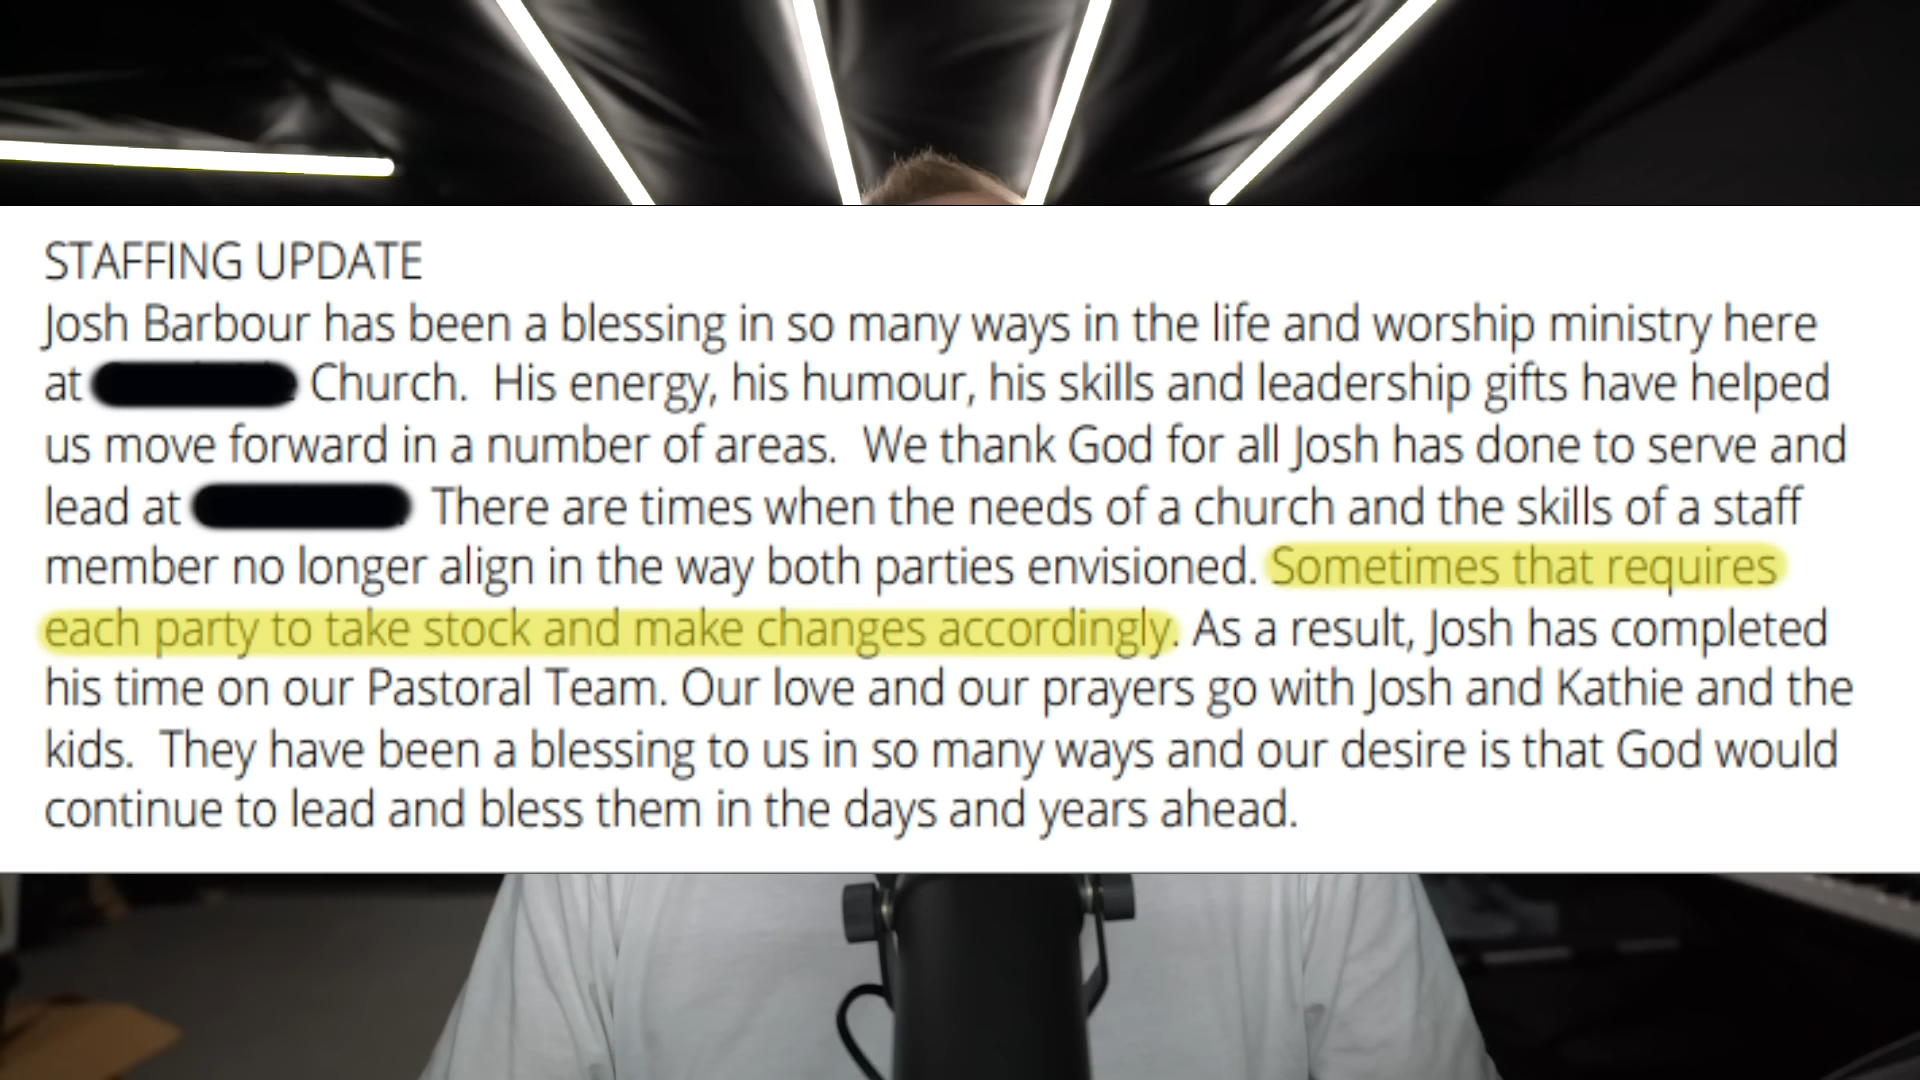 STAFFING UPDATE
Josh Barbour has been a blessing in so many ways in the life and worship ministry here
at Church. His energy, his humour, his skills and leadership gifts have helped
us move forward in a number of areas. We thank God for all Josh has done to serve and
lead at There are times when the needs of a church and the skills of a staff
member no longer align in the way both parties envisioned. Sometimes that requires
each party to take stock and make changes accordingly. As a result, Josh has completed
his time on our Pastoral Team. Our love and our prayers go with Josh and Kathie and the
kids. They have been a blessing to us in so many ways and our desire is that God would
continue to lead and bless them in the days and years ahead.